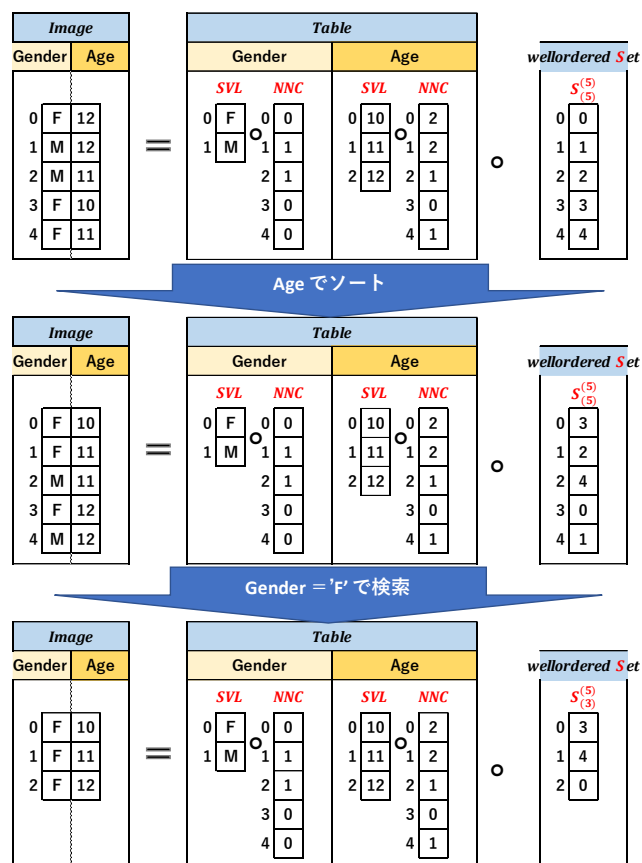 Image Table
Gender Age Gender Age wellordered Set
SVL NNC SVL NNC S(5)(5)
0 F 12 0 F 0 0 0 10 0 2 0 0
1 M 12 = 1 M 1 1 1 11 1 2 1 1
2 M 11 2 1 2 12 2 1 2 2
3 F 10 3 0 3 0 3 3
4 F 11 4 0 4 1 4 4
Age でソート
Image Table
Gender Age Gender Age wellordered Set
SVL NNC SVL NNC S(5)(5)
0 F 10 0 F 0 0 0 10 0 2 0 3
1 F 11 = 1 M 1 1 1 11 1 2 1 2
2 M 11 2 1 2 12 2 1 2 4
3 F 12 3 0 3 0 3 0
4 M 12 4 0 4 1 4 1
Gender =’F’ で検索
Image Table
Gender Age Gender Age wellordered Set
SVL NNC SVL NNC S(5)(3)
0 F 10 0 F 0 0 0 10 0 2 0 3
1 F 11 = 1 M 1 1 1 11 1 2 1 4
2 F 12 2 1 2 12 2 1 2 0
3 0 3 0
4 0 4 1